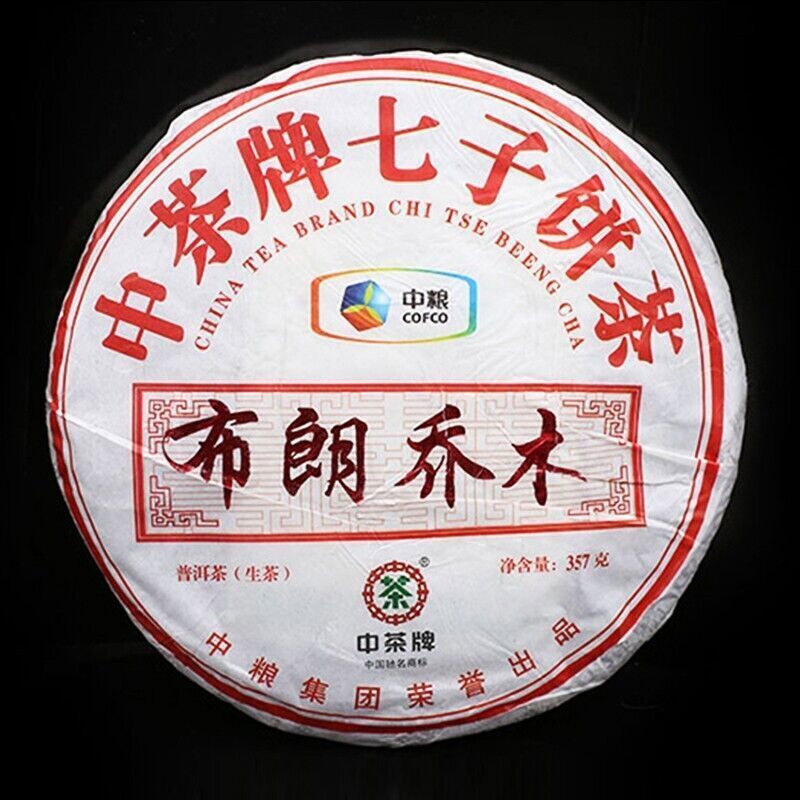 中茶牌七子饼茶
CHINA TEA BRAND CHI TSE BEENG CHA
中粮
COFCO
布朗乔木
普洱茶（生茶）
净含量：357克
茶®
中茶牌
中国驰名商标
中粮集团荣誉出品